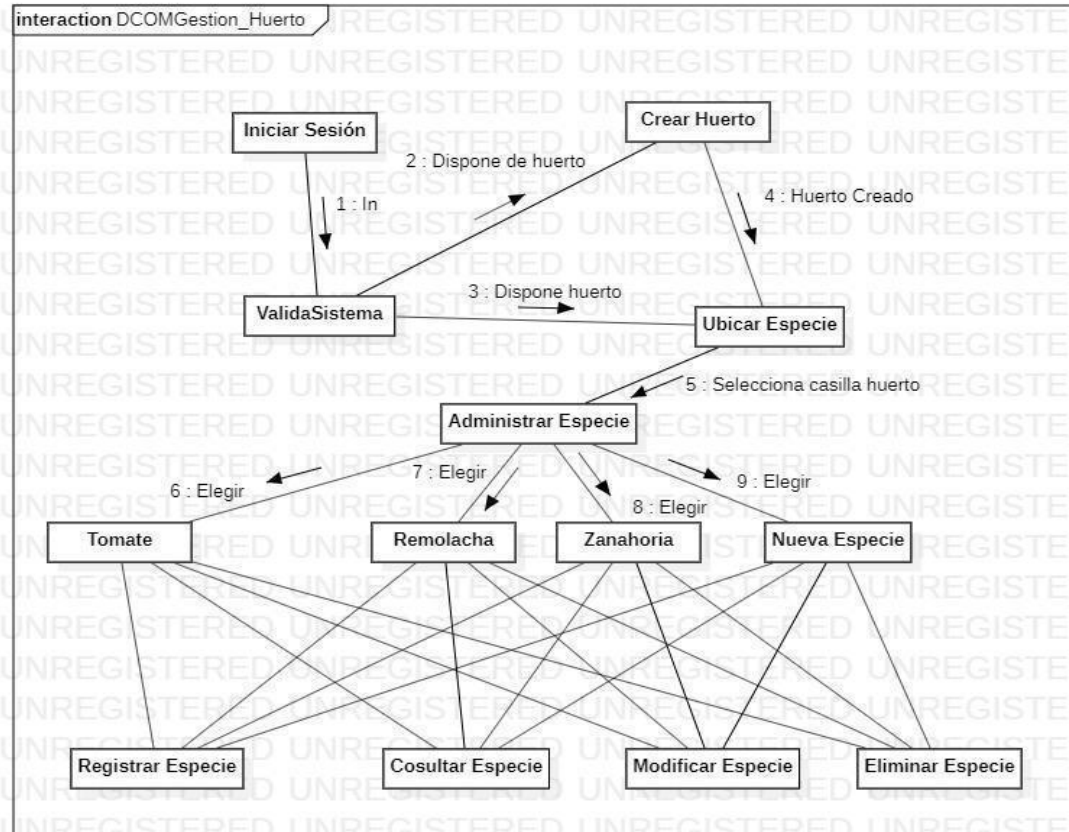 interaction DCOMGestion_Huerto
Iniciar Sesión
Crear Huerto
2 : Dispone de huerto
1 : In
4 : Huerto Creado
3 : Dispone huerto
ValidaSistema
Ubicar Especie
5 : Selecciona casilla huerto
Administrar Especie
6 : Elegir
7 : Elegir
8 : Elegir
9 : Elegir
Tomate
Remolacha
Zanahoria
Nueva Especie
Registrar Especie
Cosultar Especie
Modificar Especie
Eliminar Especie
UNREGISTERED